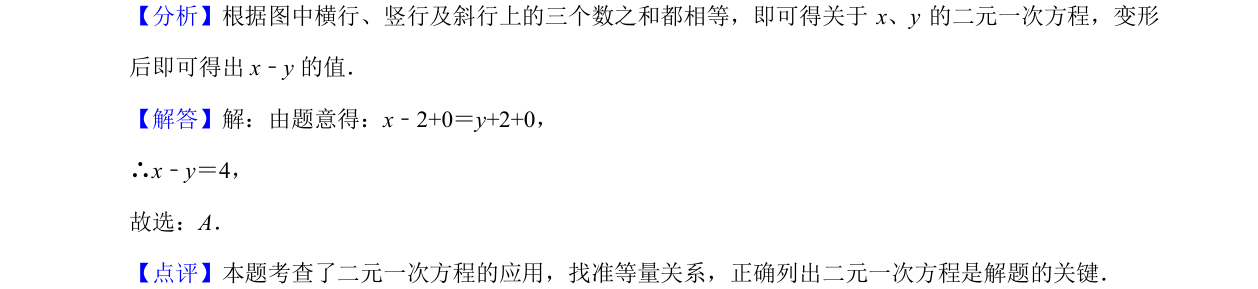 【分析】根据图中横行、竖行及斜行上的三个数之和都相等，即可得关于 x、y 的二元一次方程，变形
后即可得出 x﹣y 的值．
【解答】解：由题意得：x﹣2+0＝y+2+0，
∴x﹣y＝4，
故选：A．
【点评】本题考查了二元一次方程的应用，找准等量关系，正确列出二元一次方程是解题的关键．